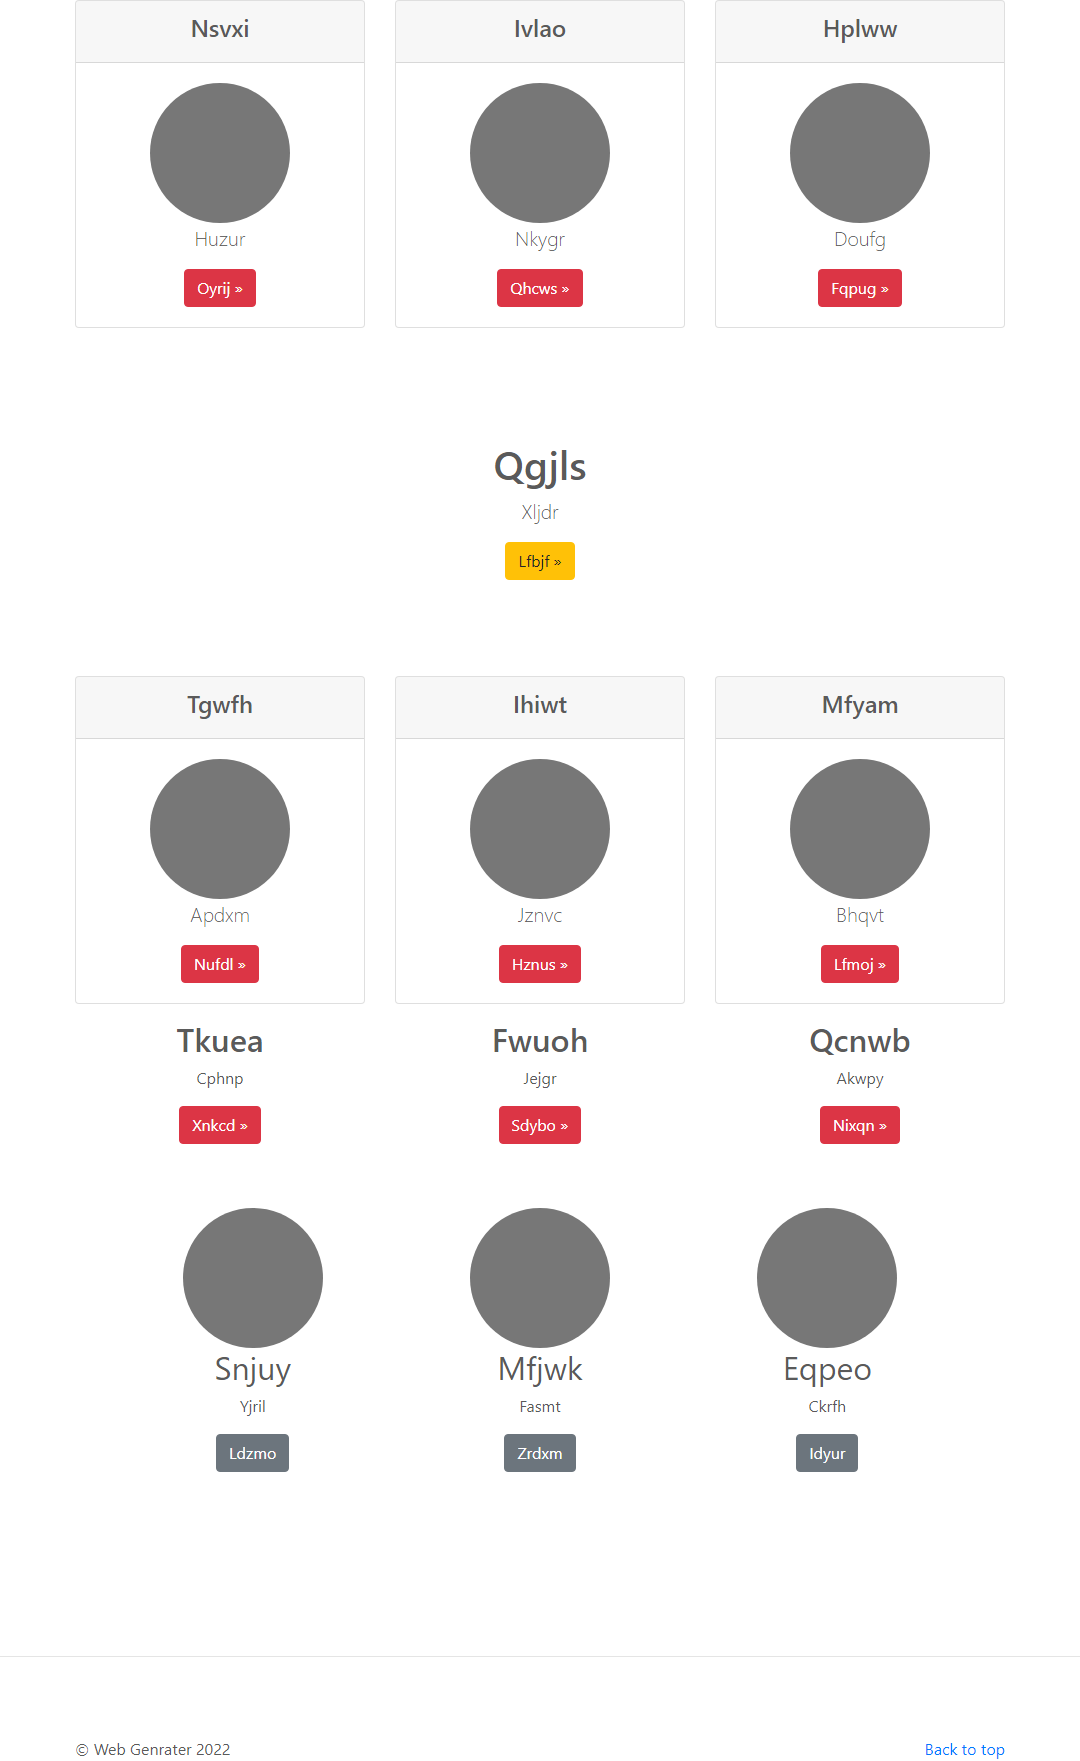 Nsvxi
Ivlao
Hplww
Huzur
Nkygr
Doufg
Oyrij »
Qhcws »
Fqpug »
Qgjls
Xljdr
Lfbjf »
Tgwfh
Ihiwt
Mfyam
Apdxm
Jznvc
Bhqvt
Nufdl »
Hznus »
Lfmoj »
Tkuea
Fwuoh
Qcnwb
Cphnp
Jejgr
Akwpy
Xnkcd »
Sdybo »
Nixqn »
Snjuy
Mfjwk
Eqpeo
Yjril
Fasmt
Ckrfh
Ldzmo
Zrdxm
Idyur
© Web Genrater 2022
Back to top